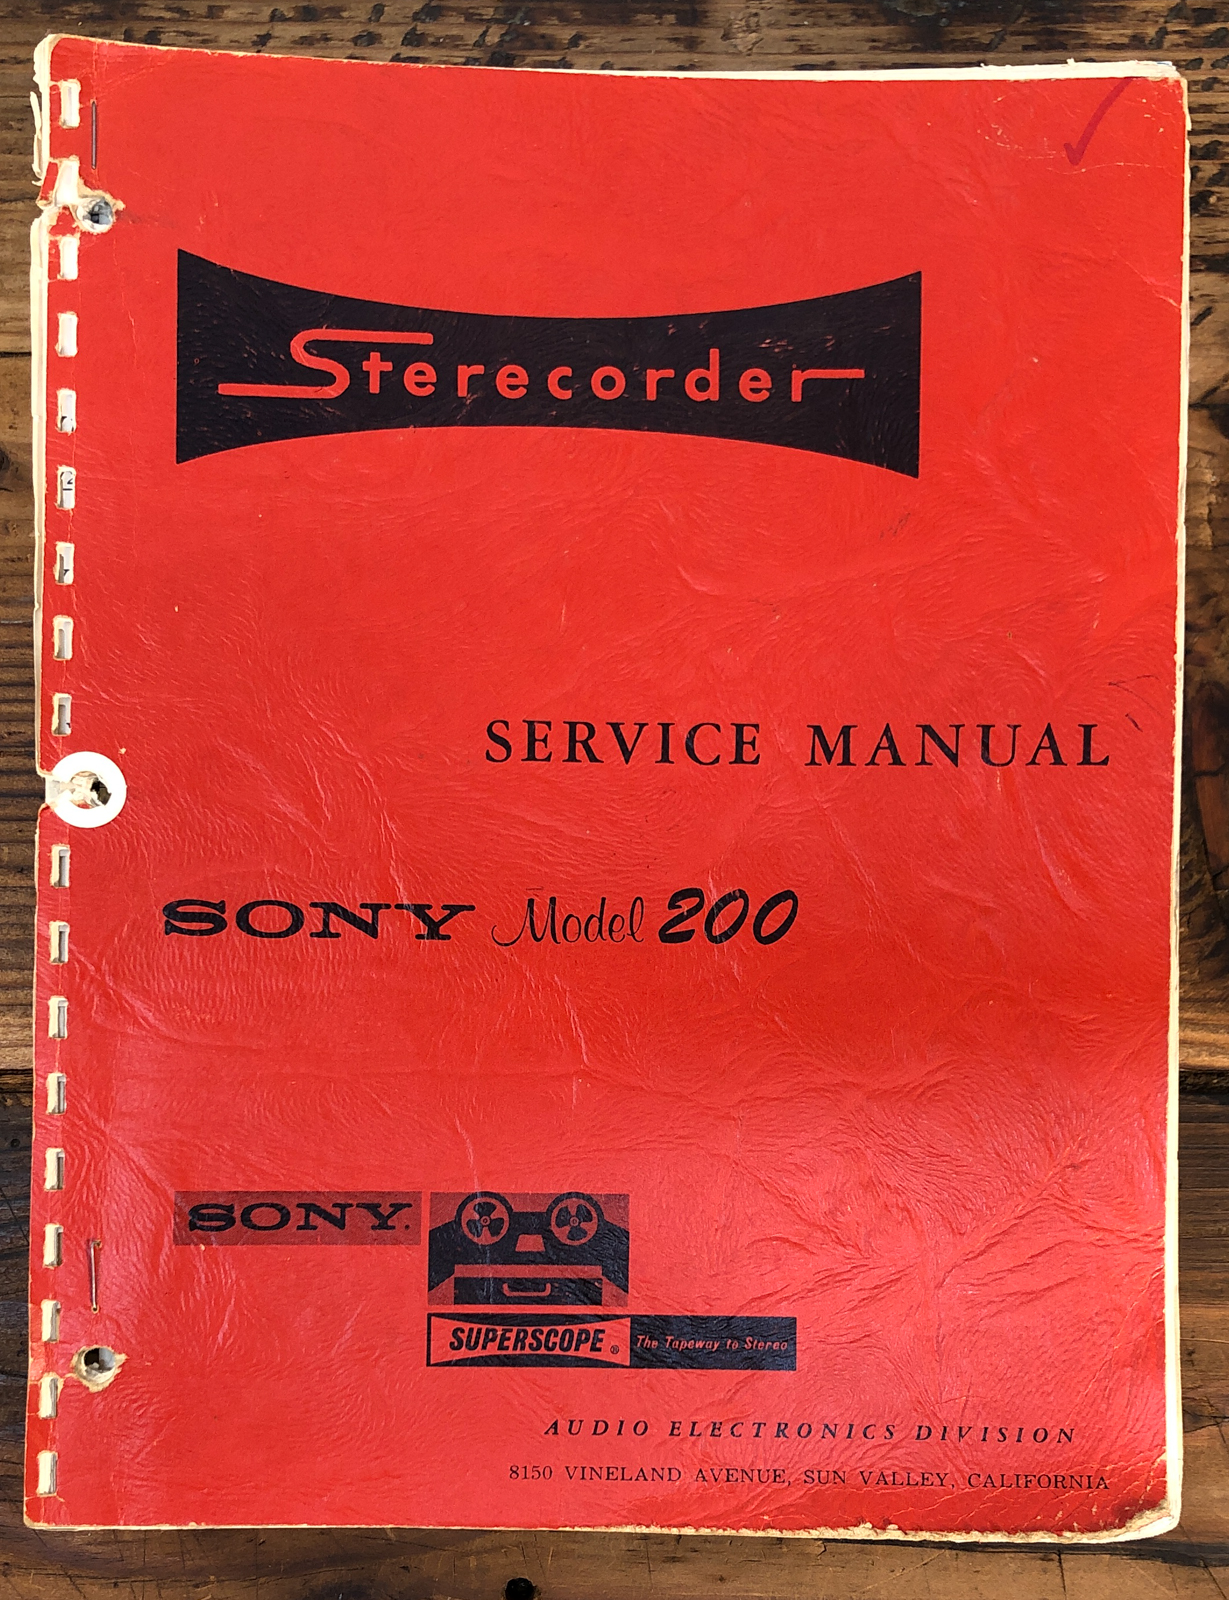 Sterecorder
SERVICE MANUAL
SONY Model 200
SONY.
SUPERSCOPE ® The Tapeway to Stereo
AUDIO ELECTRONICS DIVISION
8150 VINELAND AVENUE, SUN VALLEY, CALIFORNIA